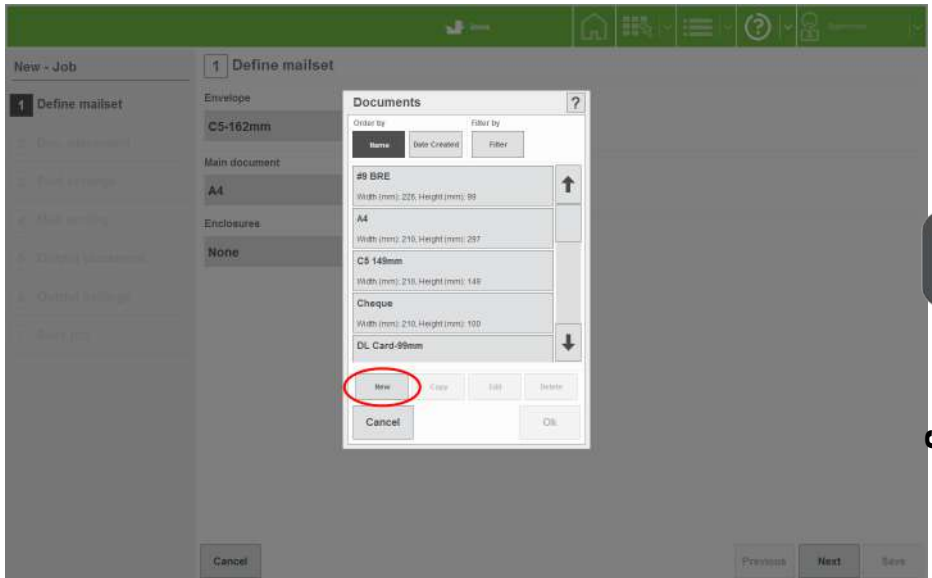 New - Job
1 Define mailset
1 Define mailset
Envelope
C5-162mm
Main document
A4
Enclosures
None
Documents
?
Order by
Filter by
Name
Date Created
Filter
#9 BRE
Width (mm): 225, Height (mm): 99
A4
Width (mm): 210, Height (mm): 297
C5 149mm
Width (mm): 210, Height (mm): 149
Cheque
Width (mm): 210, Height (mm): 100
DL Card-99mm
New
Copy
Edit
Delete
Cancel
Ok
Cancel
Previous
Next
Save